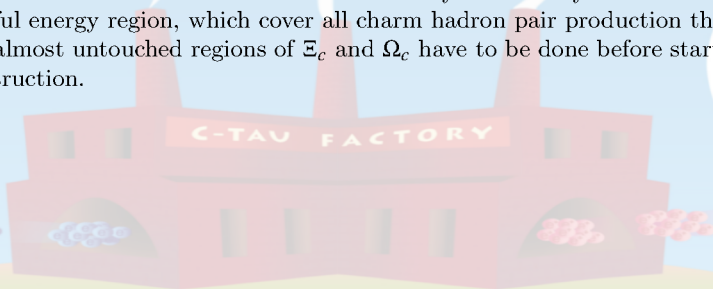 ful energy region, which cover all charm hadron pair production th
almost untouched regions of Ξc and Ωc have to be done before star
ruction.
C-TAU FACTORY